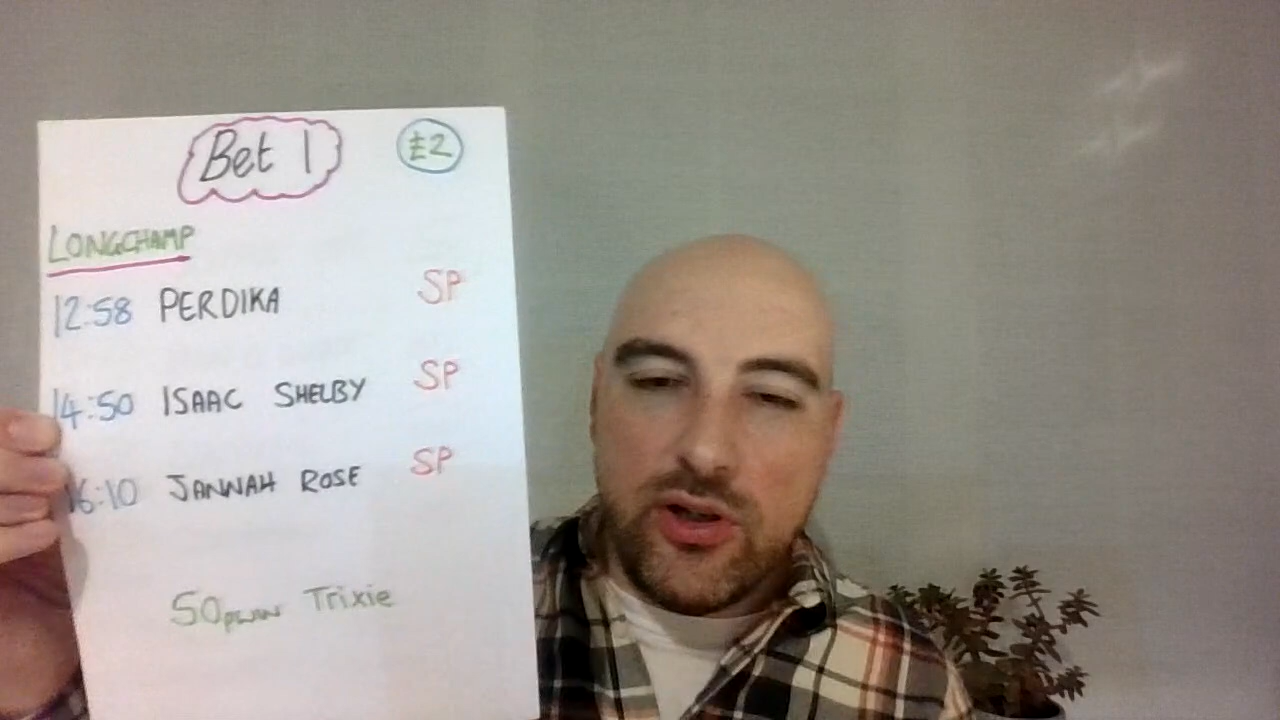 Bet 1 £2
LONGCHAMP
12:58 PERDIKA SP
14:50 ISAAC SHELBY SP
16:10 JANNAH ROSE SP
50p win Trixie